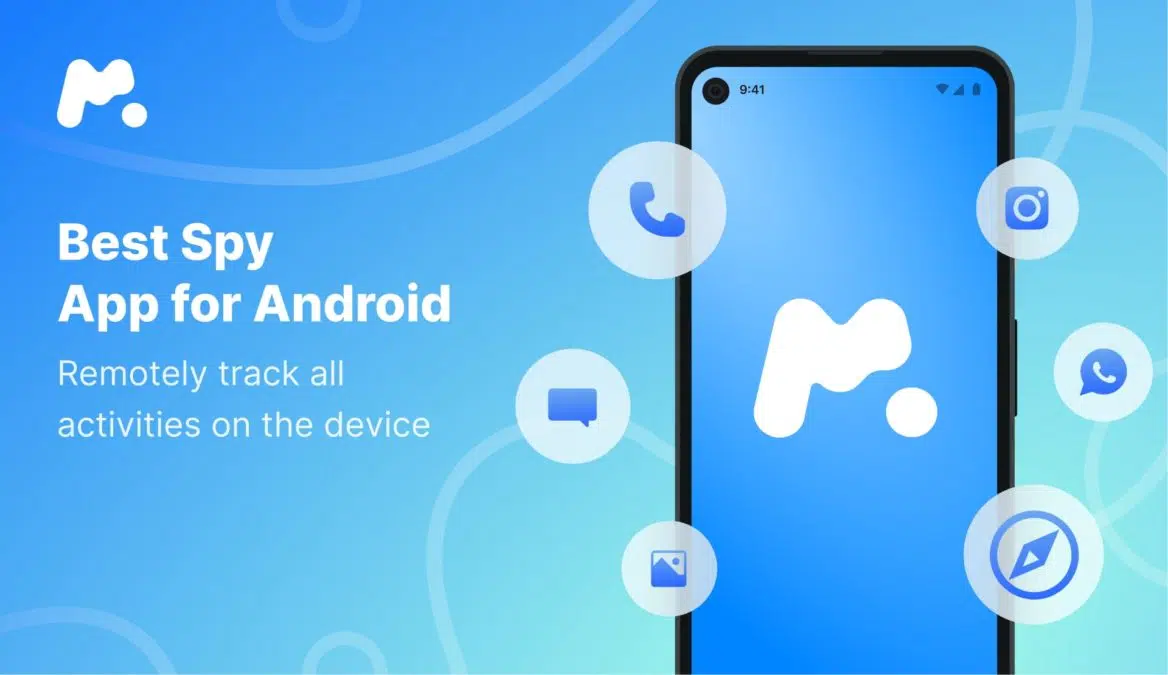 Best Spy
App for Android
Remotely track all
activities on the device
9:41